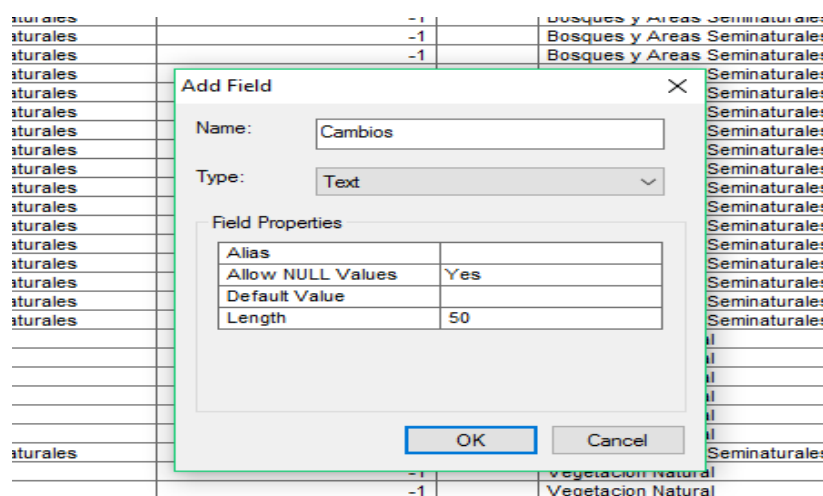 aturales -1 Bosques y Areas Seminaturales
aturales -1 Bosques y Areas Seminaturales
aturales -1 Bosques y Areas Seminaturales
aturales Seminaturales
aturales Seminaturales
aturales Seminaturales
aturales Seminaturales
aturales Seminaturales
aturales Seminaturales
aturales Seminaturales
aturales Seminaturales
aturales Seminaturales
aturales Seminaturales
aturales Seminaturales
aturales Seminaturales
aturales Seminaturales
aturales Seminaturales
Add Field
Name: Cambios
Type: Text
Field Properties
Alias
Allow NULL Values Yes
Default Value
Length 50
OK Cancel
aturales Seminaturales
-1 Vegetacion Natural
-1 Vegetacion Natural